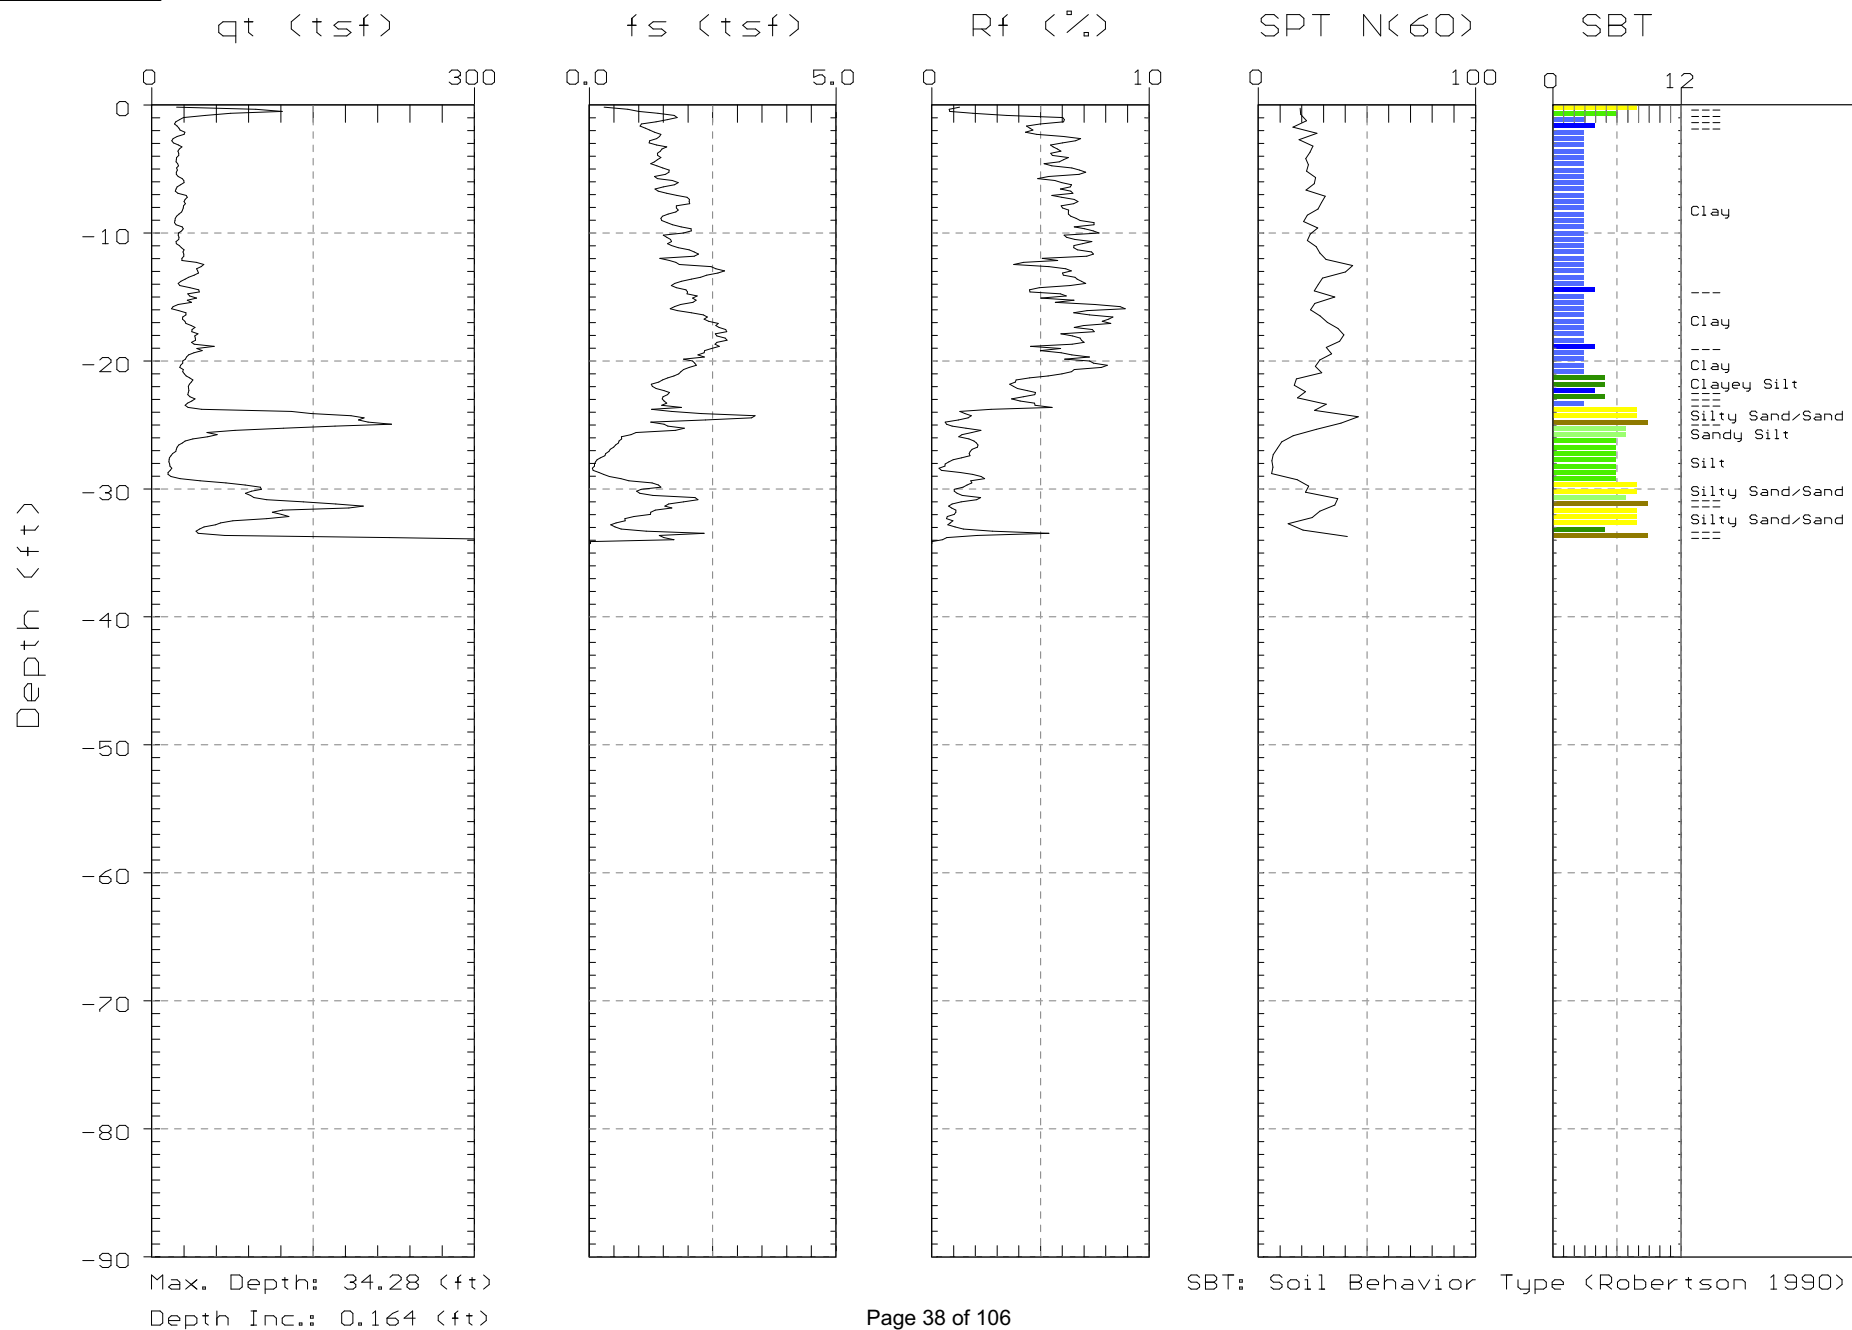 qt (tsf) fs (tsf) Rf (%) SPT N(60) SBT
0 300 0.0 5.0 0 10 0 100 0 12
0
-10
-20
-30
-40
-50
-60
-70
-80
-90
Depth (ft)
---
---
---
---
Clay
---
Clay
---
Clay
Clayey Silt
---
---
---
Silty Sand/Sand
---
Sandy Silt
Silt
Silty Sand/Sand
---
---
Silty Sand/Sand
---
---
Max. Depth: 34.28 (ft) SBT: Soil Behavior Type (Robertson 1990)
Depth Inc.: 0.164 (ft) Page 38 of 106